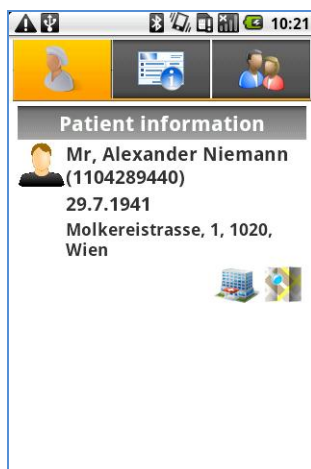 10:21
Patient information
Mr, Alexander Niemann
(1104289440)
29.7.1941
Molkereistrasse, 1, 1020,
Wien